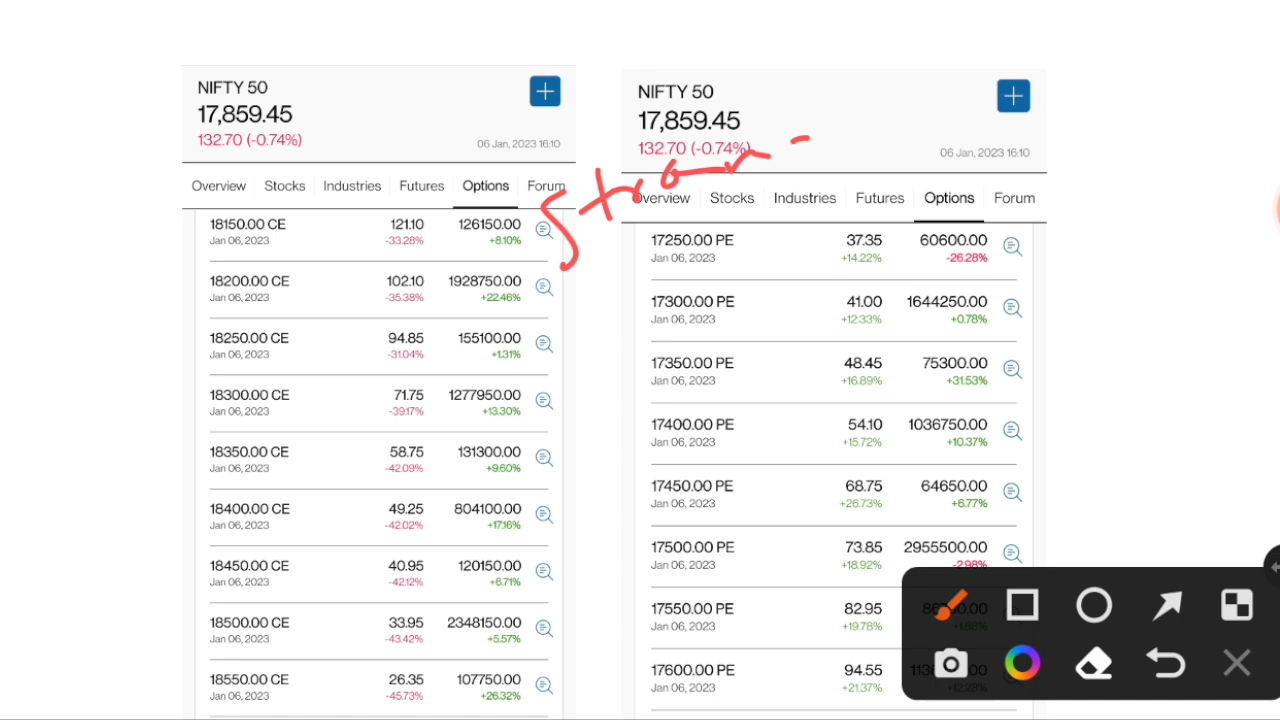 NIFTY 50
17,859.45
132.70 (-0.74%)
06 Jan, 2023 16:10
Overview Stocks Industries Futures Options Forum
18150.00 CE 121.10 126150.00
Jan 06, 2023 -33.28% +8.10%
18200.00 CE 102.10 1928750.00
Jan 06, 2023 -35.38% +22.46%
18250.00 CE 94.85 155100.00
Jan 06, 2023 -31.04% +1.31%
18300.00 CE 71.75 1277950.00
Jan 06, 2023 -39.17% +13.30%
18350.00 CE 58.75 131300.00
Jan 06, 2023 -42.09% +9.60%
18400.00 CE 49.25 804100.00
Jan 06, 2023 -42.02% +17.16%
18450.00 CE 40.95 120150.00
Jan 06, 2023 -42.12% +6.71%
18500.00 CE 33.95 2348150.00
Jan 06, 2023 -43.42% +5.57%
18550.00 CE 26.35 107750.00
Jan 06, 2023 -45.73% +26.32%
Stran
NIFTY 50
17,859.45
132.70 (-0.74%)
06 Jan, 2023 16:10
Overview Stocks Industries Futures Options Forum
17250.00 PE 37.35 60600.00
Jan 06, 2023 +14.22% -26.28%
17300.00 PE 41.00 1644250.00
Jan 06, 2023 +12.33% +0.78%
17350.00 PE 48.45 75300.00
Jan 06, 2023 +16.89% +31.53%
17400.00 PE 54.10 1036750.00
Jan 06, 2023 +15.72% +10.37%
17450.00 PE 68.75 64650.00
Jan 06, 2023 +26.73% +6.77%
17500.00 PE 73.85 2955500.00
Jan 06, 2023 +18.92% -2.98%
17550.00 PE 82.95
Jan 06, 2023 +19.78% +1.88%
17600.00 PE 94.55
Jan 06, 2023 +21.37% +12.28%